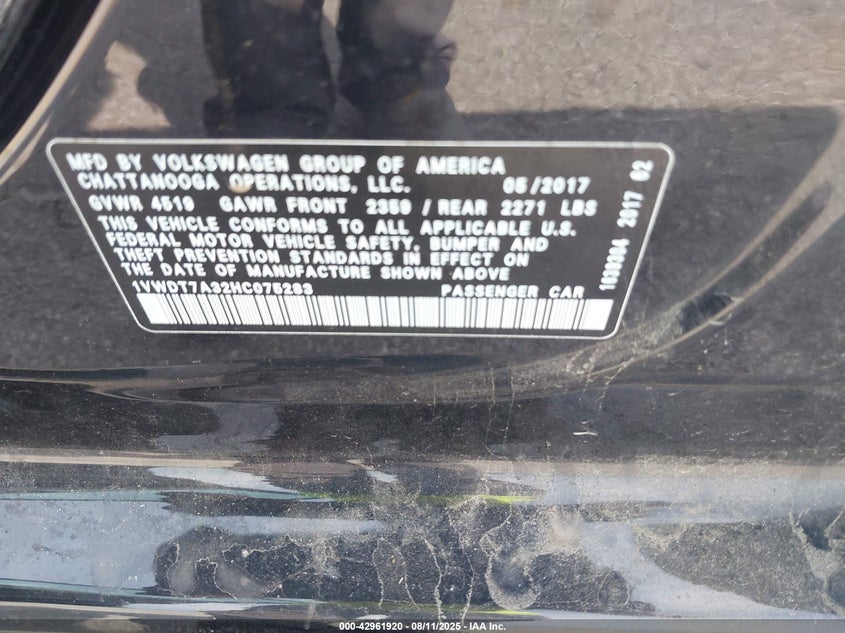 MFD BY VOLKSWAGEN GROUP OF AMERICA
CHATTANOOGA OPERATIONS, LLC. 05/2017
GVWR 4519 GAWR FRONT 2359 / REAR 2271 LBS
THIS VEHICLE CONFORMS TO ALL APPLICABLE U.S.
FEDERAL MOTOR VEHICLE SAFETY, BUMPER AND
THEFT PREVENTION STANDARDS IN EFFECT ON
THE DATE OF MANUFACTURE SHOWN ABOVE
1VWDT7A32HC075283 PASSENGER CAR
2017 02
000-42961920 - 08/11/2025 - IAA Inc.